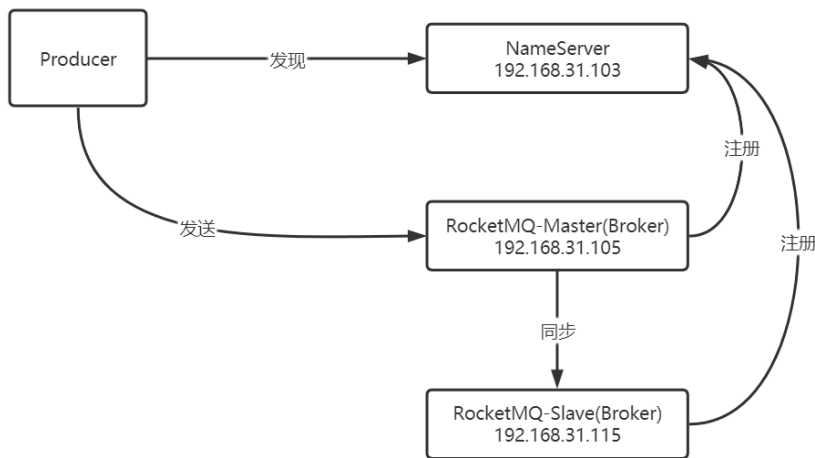 Producer
发现
NameServer
192.168.31.103
注册
发送
RocketMQ-Master(Broker)
192.168.31.105
注册
同步
RocketMQ-Slave(Broker)
192.168.31.115